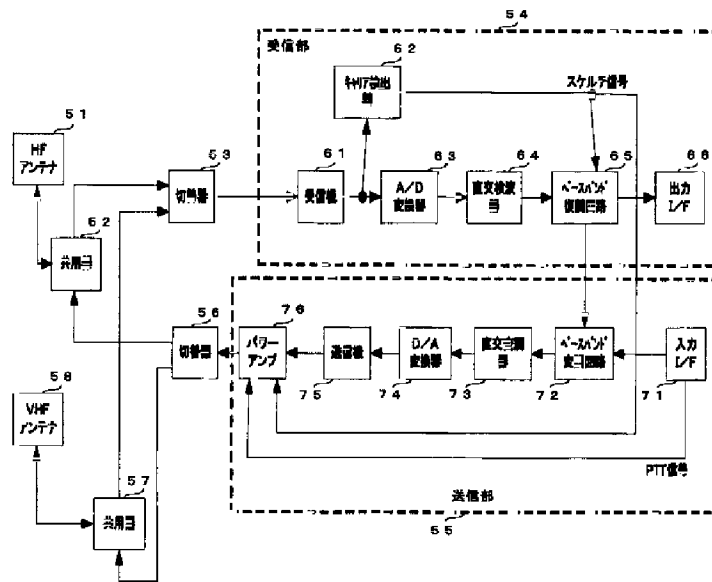 ５４
受信部
６２
キャリア検出
器
スケルチ信号
５１
HF
アンテナ
５３
切替器
６１
受信機
６３
A/D
変換器
６４
直交検波
器
６５
ベースバンド
復調回路
６６
出力
I/F
５２
共用器
５６
切替器
７６
パワー
アンプ
送信機
７５
D/A
変換器
７４
直交変調
器
７３
ベースバンド
変調回路
７２
入力
I/F
７１
５８
VHF
アンテナ
PTT信号
５７
共用器
送信部
５５